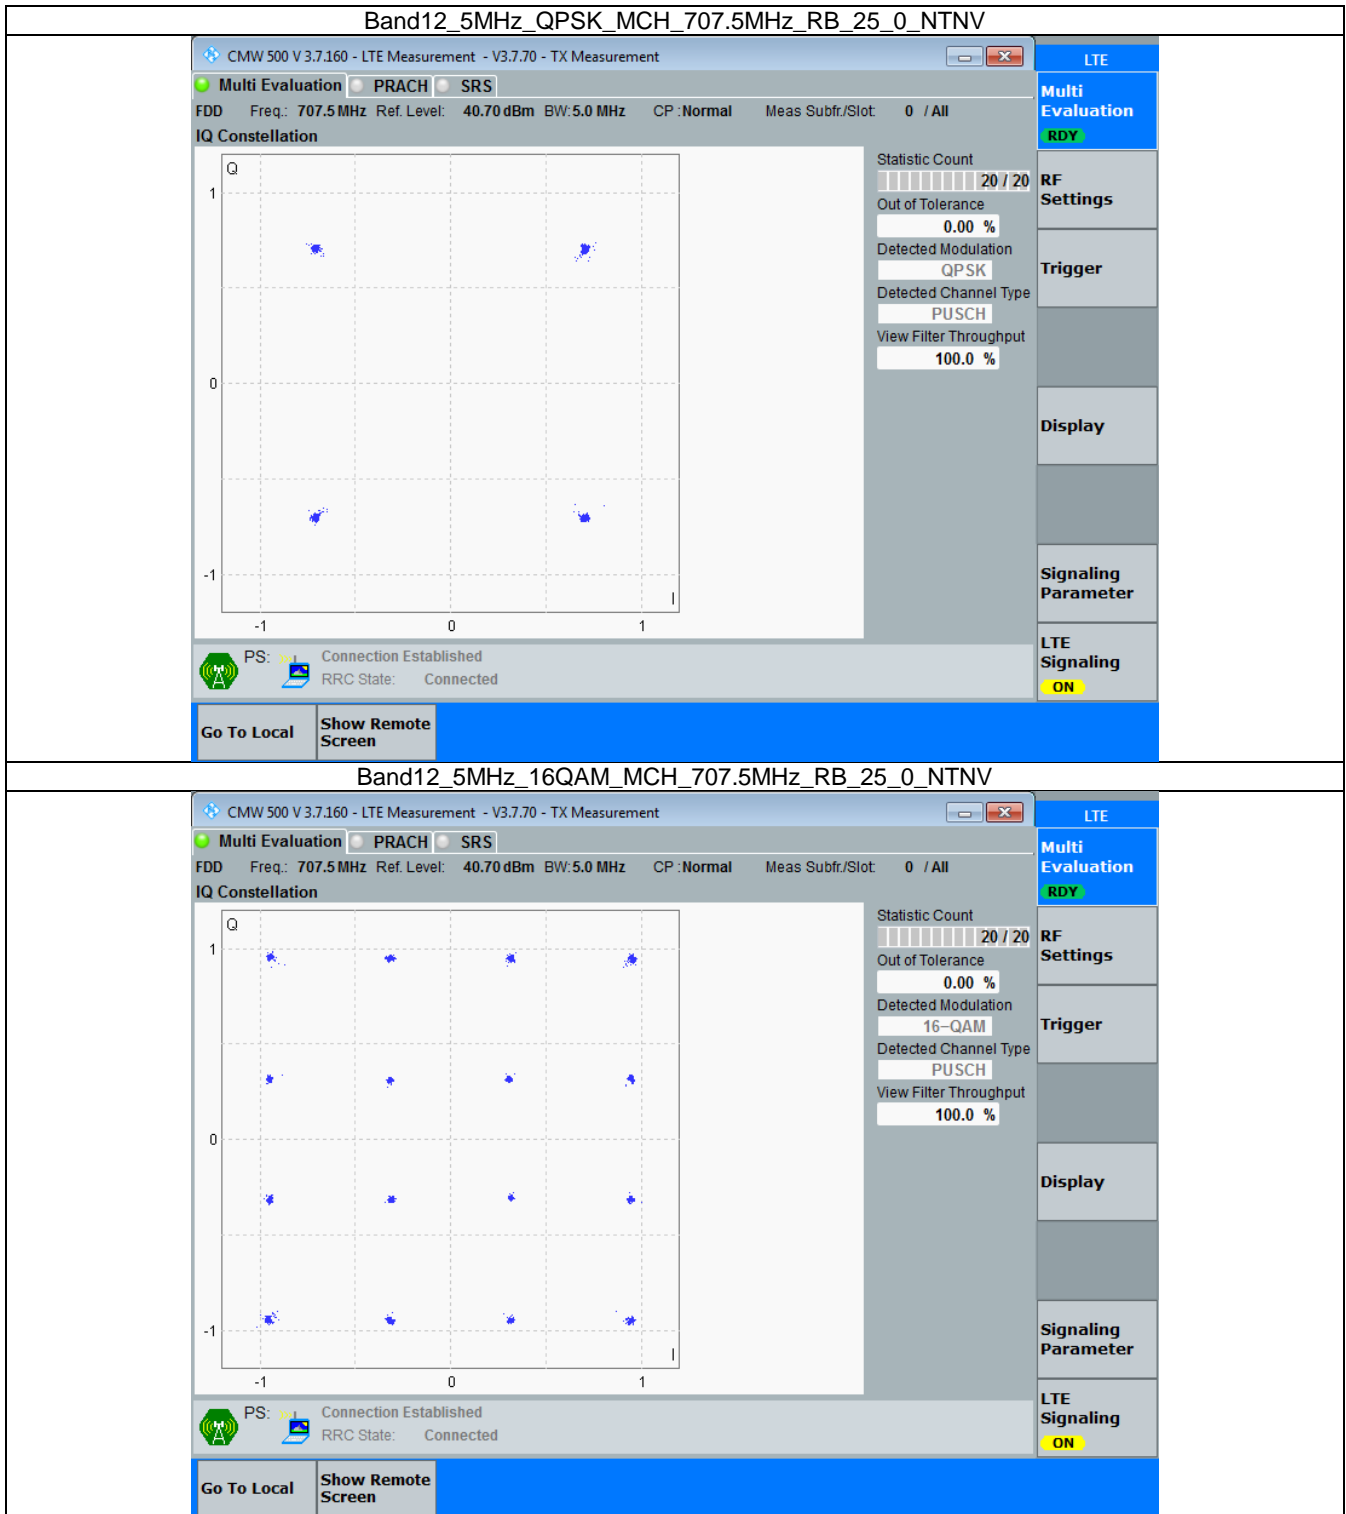 Band12_5MHz_QPSK_MCH_707.5MHz_RB_25_0_NTNV
CMW 500 V 3.7.160 - LTE Measurement - V3.7.70 - TX Measurement
LTE
Multi Evaluation PRACH SRS
Multi
Evaluation
RDY
FDD Freq.: 707.5 MHz Ref. Level: 40.70 dBm BW: 5.0 MHz CP : Normal Meas Subfr./Slot: 0 / All
IQ Constellation
Q
1
0
-1
I
-1 0 1
Statistic Count
20 / 20
Out of Tolerance
0.00 %
Detected Modulation
QPSK
Detected Channel Type
PUSCH
View Filter Throughput
100.0 %
RF
Settings
Trigger
Display
Signaling
Parameter
LTE
Signaling
ON
PS: Connection Established
RRC State: Connected
Go To Local
Show Remote
Screen
Band12_5MHz_16QAM_MCH_707.5MHz_RB_25_0_NTNV
CMW 500 V 3.7.160 - LTE Measurement - V3.7.70 - TX Measurement
LTE
Multi Evaluation PRACH SRS
Multi
Evaluation
RDY
FDD Freq.: 707.5 MHz Ref. Level: 40.70 dBm BW: 5.0 MHz CP : Normal Meas Subfr./Slot: 0 / All
IQ Constellation
Q
1
0
-1
I
-1 0 1
Statistic Count
20 / 20
Out of Tolerance
0.00 %
Detected Modulation
16-QAM
Detected Channel Type
PUSCH
View Filter Throughput
100.0 %
RF
Settings
Trigger
Display
Signaling
Parameter
LTE
Signaling
ON
PS: Connection Established
RRC State: Connected
Go To Local
Show Remote
Screen